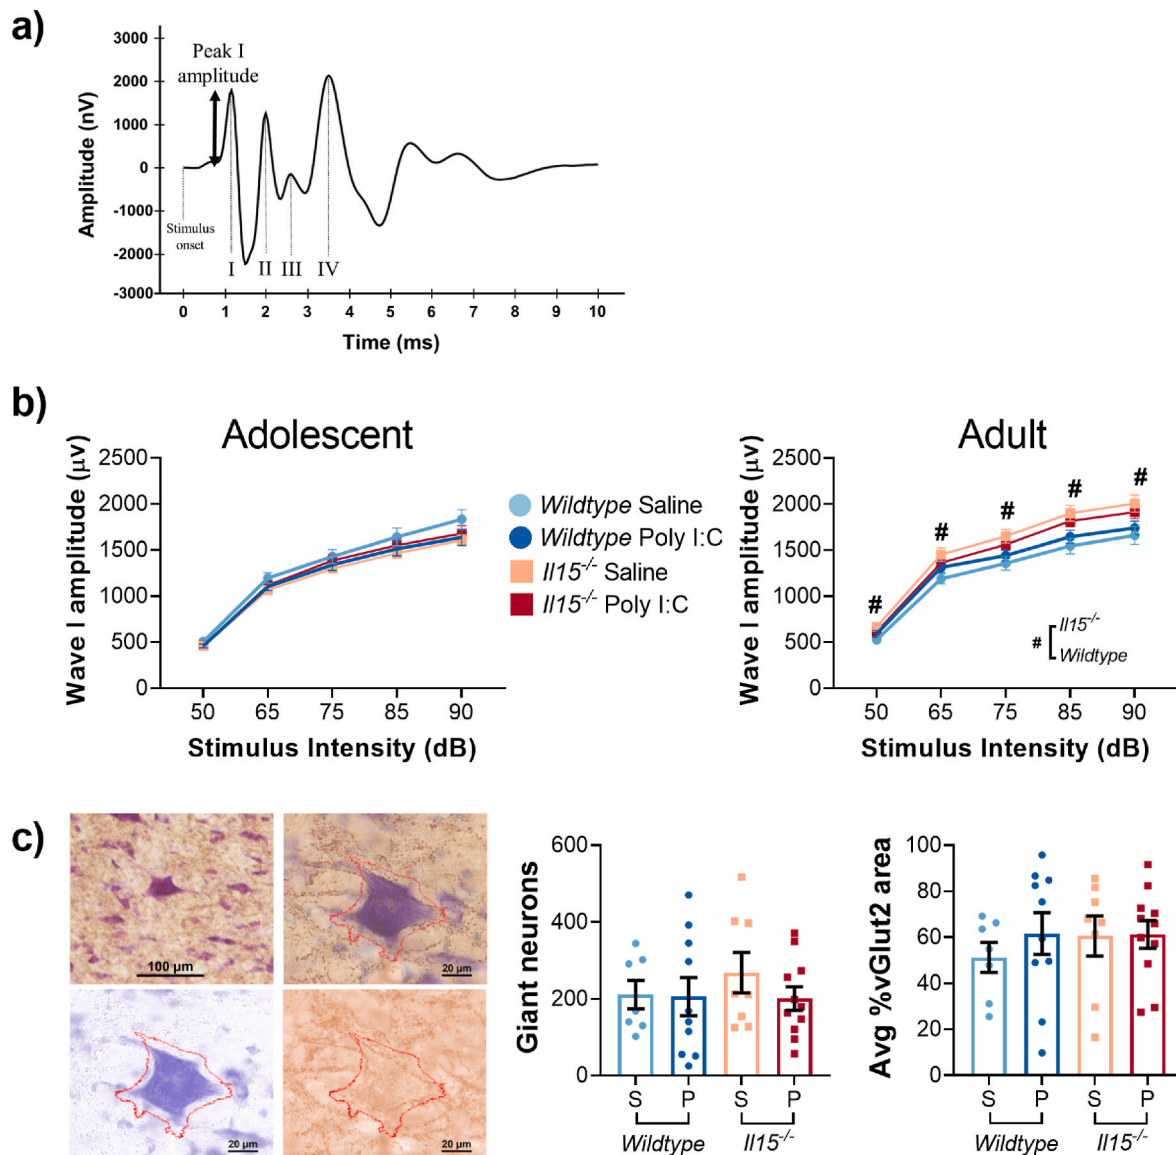 a)
3000
2000
1000
0
-1000
-2000
-3000
Amplitude (nV)
Peak I
amplitude
Stimulus
onset
I II III IV
0 1 2 3 4 5 6 7 8 9 10
Time (ms)
b)
Adolescent
Wave I amplitude (µv)
2500
2000
1500
1000
500
0
50 65 75 85 90
Stimulus Intensity (dB)
Wildtype Saline
Wildtype Poly I:C
Il15-/- Saline
Il15-/- Poly I:C
Adult
Wave I amplitude (µv)
2500
2000
1500
1000
500
0
# # # # #
# Il15-/-
Wildtype
50 65 75 85 90
Stimulus Intensity (dB)
c)
100 µm
20 µm
20 µm
20 µm
Giant neurons
600
400
200
0
S P S P
Wildtype Il15-/-
Avg %vGlut2 area
100
80
60
40
20
0
S P S P
Wildtype Il15-/-